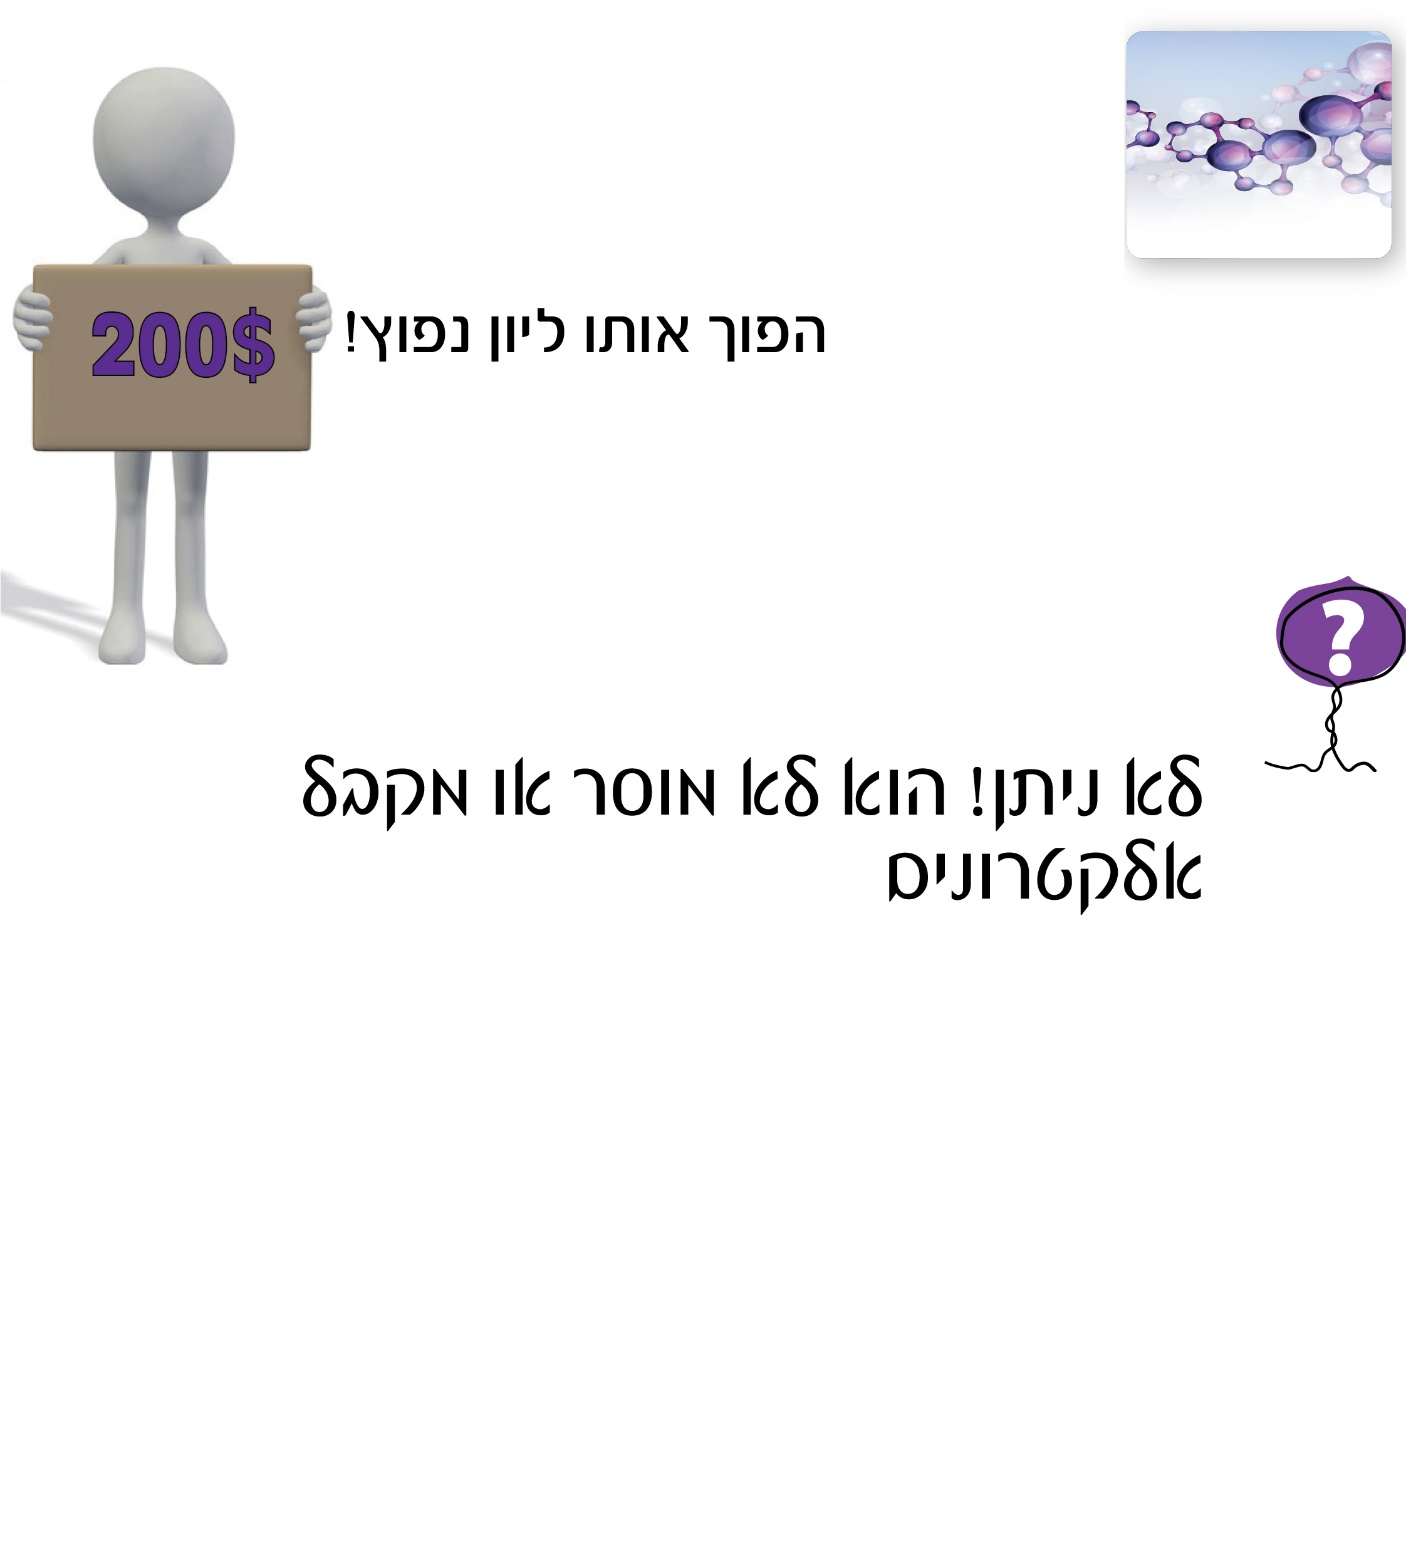 200$
הפוך אותו ליון נפוץ!
?
לא ניתן! הוא לא מוסר או מקבל
אלקטרונים